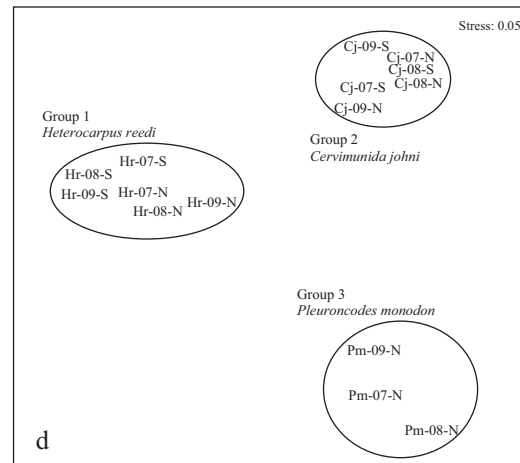 Stress: 0.05
Cj-09-S
Cj-07-N
Cj-08-S
Cj-07-S
Cj-08-N
Cj-09-N
Group 2
Cervimunida johni
Group 1
Heterocarpus reedi
Hr-07-S
Hr-08-S
Hr-09-S
Hr-07-N
Hr-09-N
Hr-08-N
Group 3
Pleuroncodes monodon
Pm-09-N
Pm-07-N
Pm-08-N
d